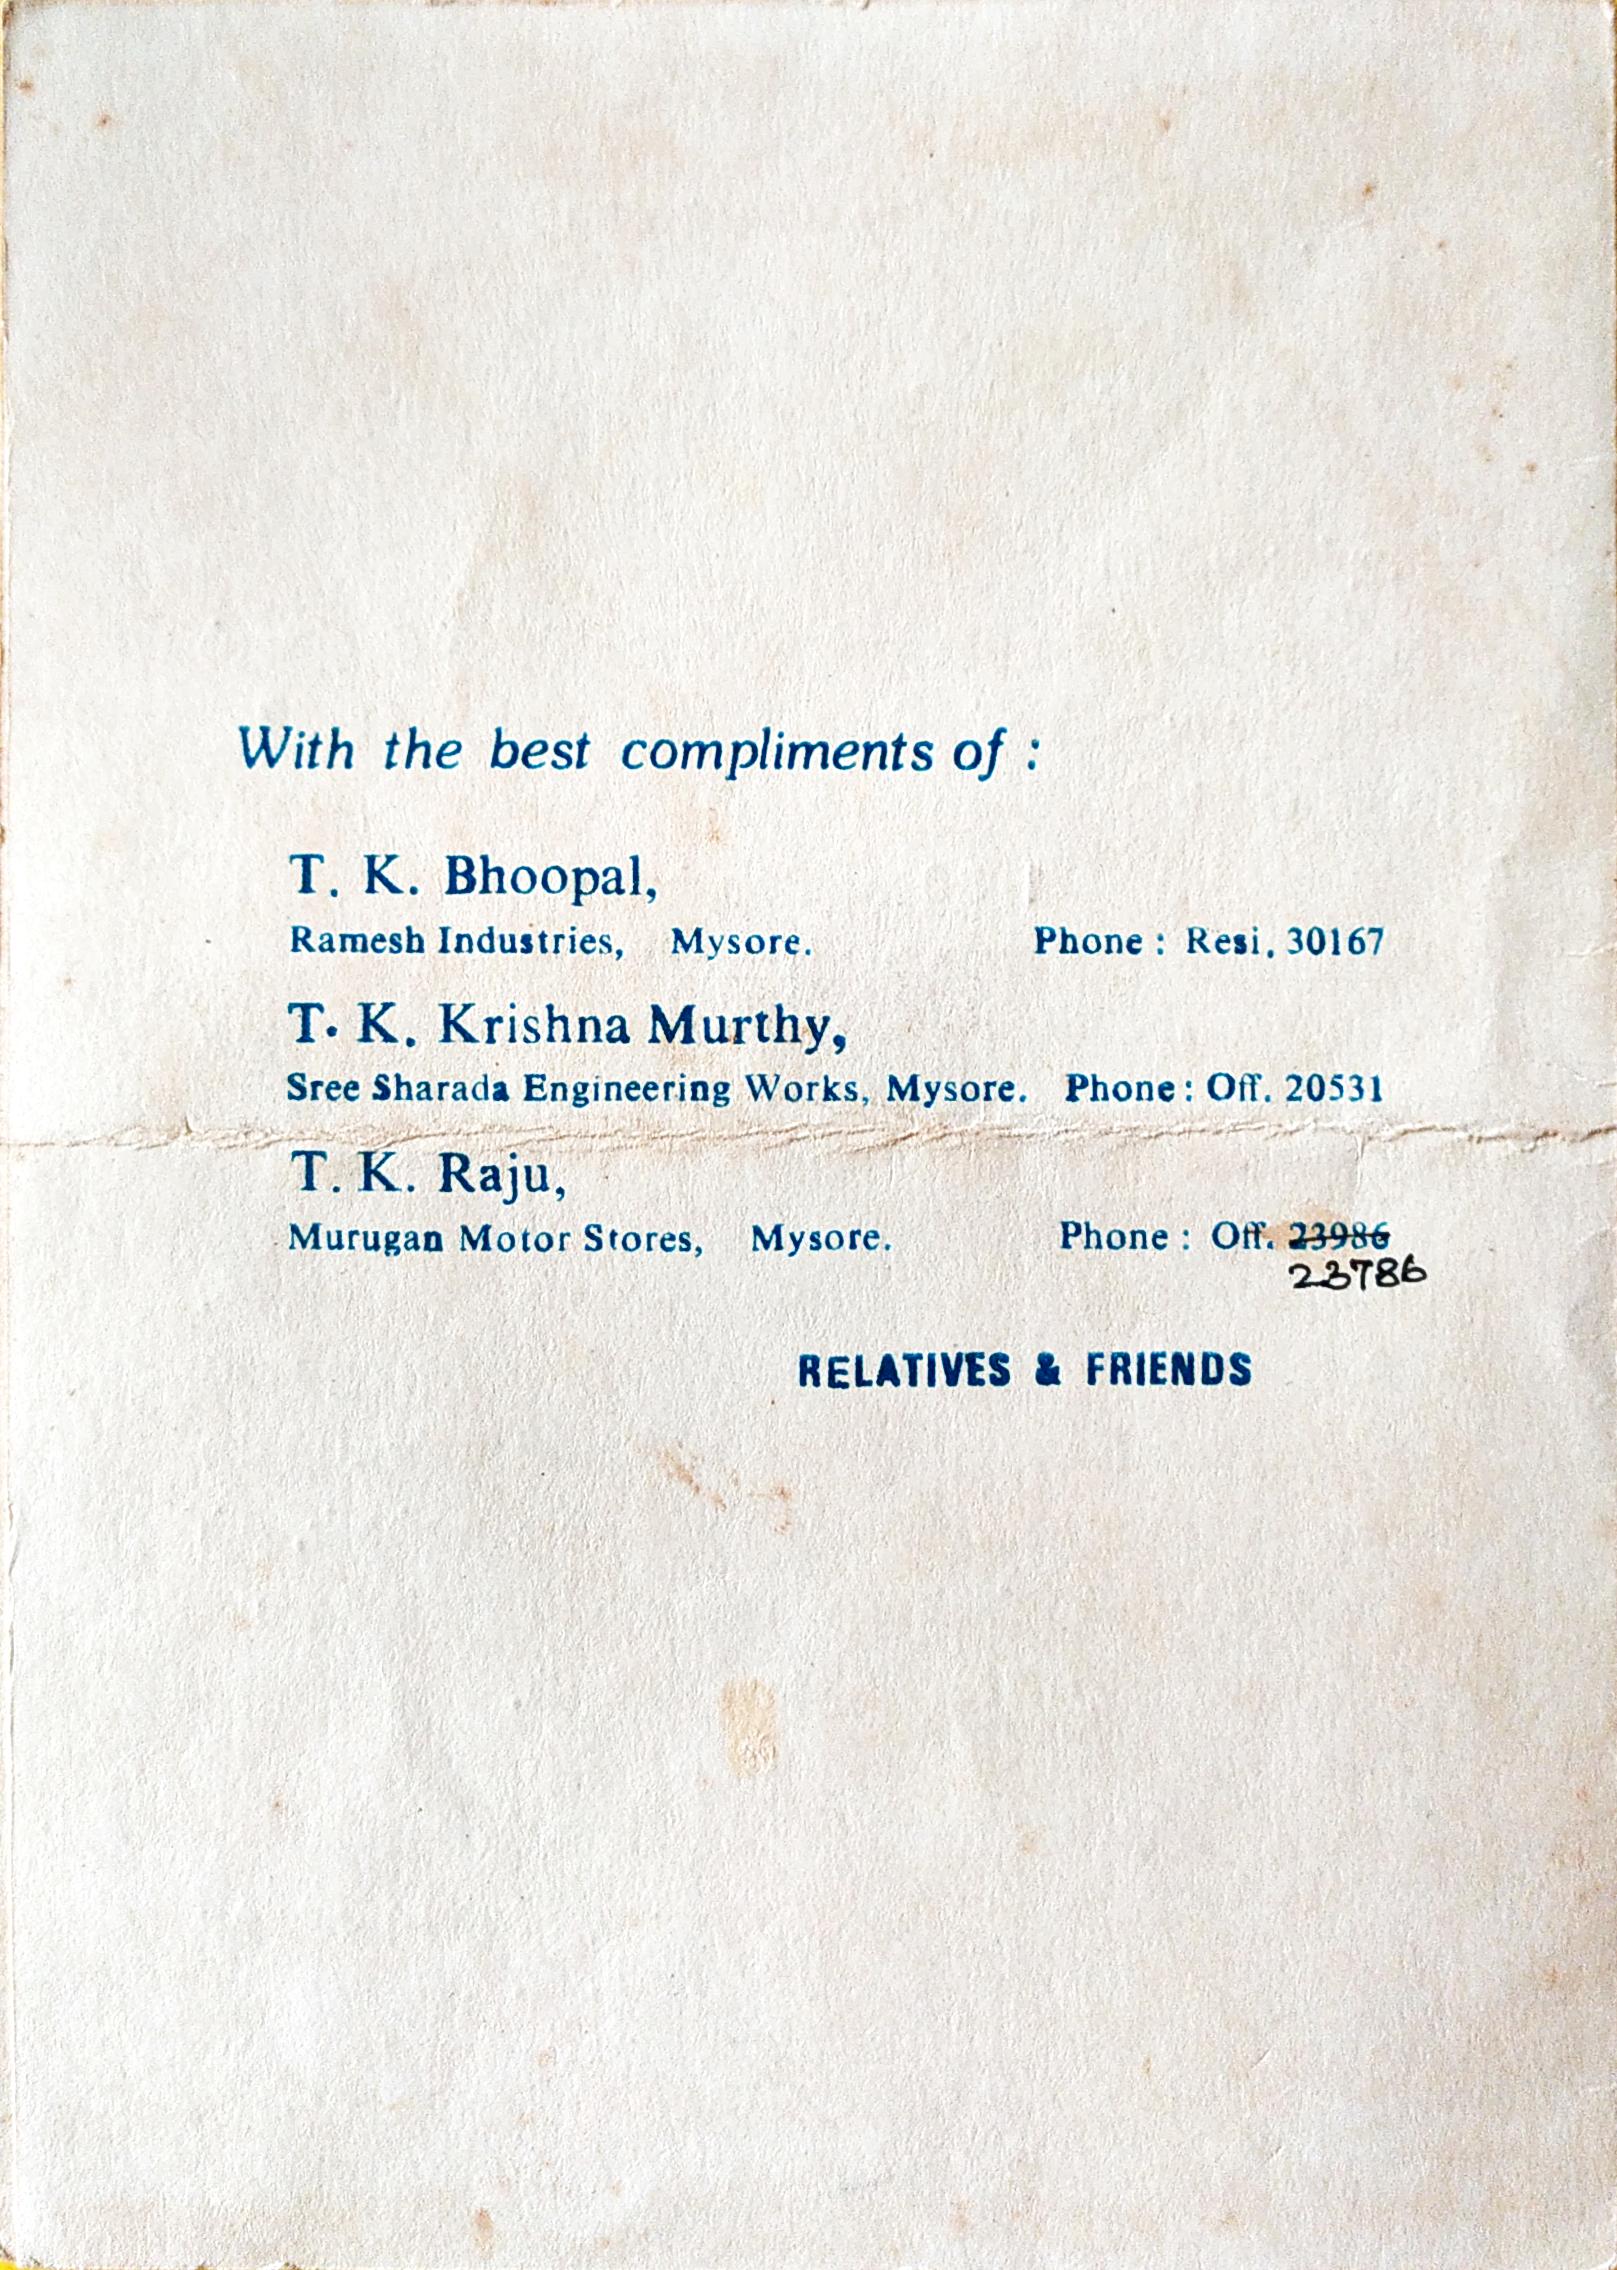 With the best compliments of :
T. K. Bhoopal,
Ramesh Industries, Mysore. Phone : Resi. 30167
T. K. Krishna Murthy,
Sree Sharada Engineering Works, Mysore. Phone : Off. 20531
T. K. Raju,
Murugan Motor Stores, Mysore. Phone : Off. 23986
23786
RELATIVES & FRIENDS